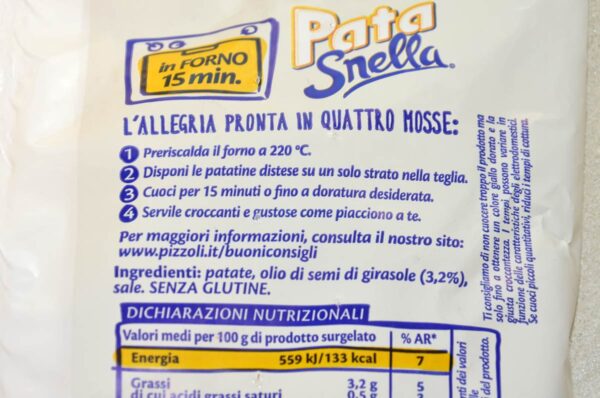 in FORNO
15 min.
Pata
Snella®
L'ALLEGRIA PRONTA IN QUATTRO MOSSE:
1 Preriscalda il forno a 220 °C.
2 Disponi le patatine distese su un solo strato nella teglia.
3 Cuoci per 15 minuti o fino a doratura desiderata.
4 Servile croccanti e gustose come piacciono a te.
Per maggiori informazioni, consulta il nostro sito:
www.pizzoli.it/buoniconsigli
Ingredienti: patate, olio di semi di girasole (3,2%),
sale. SENZA GLUTINE.
DICHIARAZIONI NUTRIZIONALI
Valori medi per 100 g di prodotto surgelato % AR*
Energia 559 kJ/133 kcal 7
Grassi 3,2 g 5
di cui acidi grassi saturi 0,5 g
Ti consigliamo di non cuocere troppo il prodotto ma
solo fino a ottenere un colore giallo dorato e la
giusta croccantezza. I tempi possono variare in
funzione delle caratteristiche degli elettrodomestici.
Se cuoci piccoli quantitativi, riduci i tempi di cottura.
nti dei valori
del prodotto.